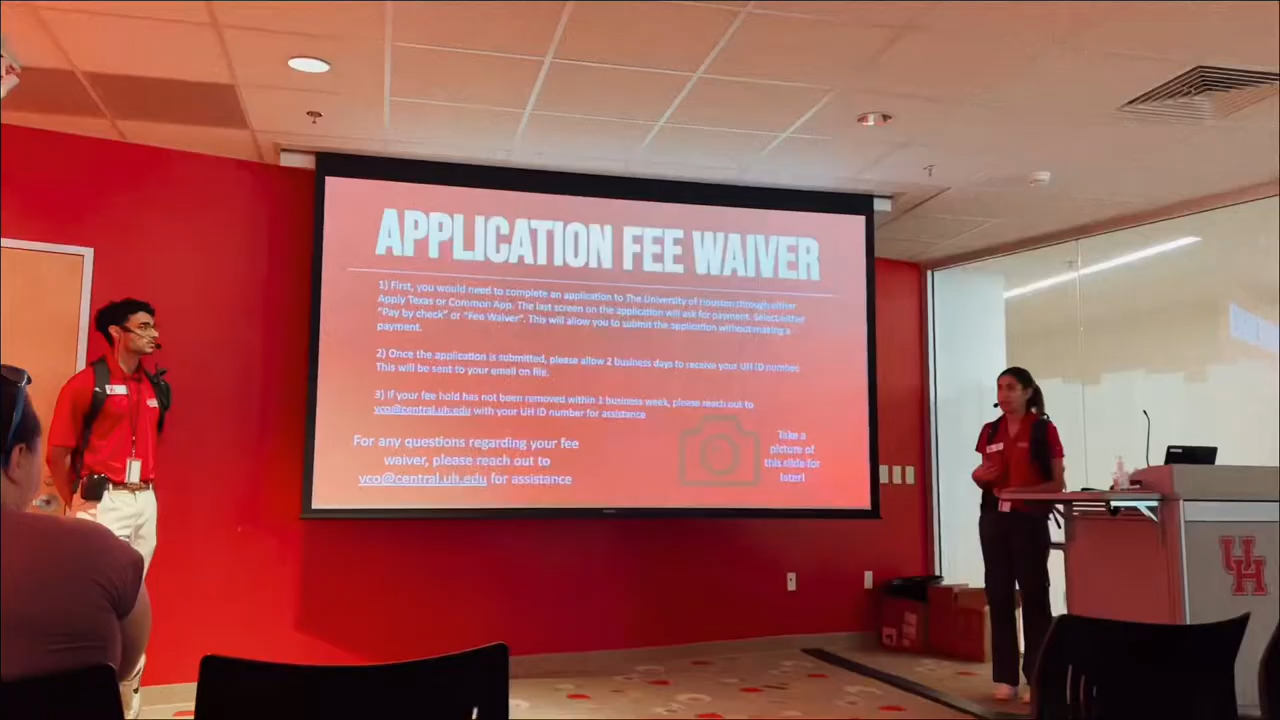 APPLICATION FEE WAIVER
1) First, you would need to complete an application to The University of Houston through either
Apply Texas or Common App. The last screen on the application will ask for payment. Select either
"Pay by check" or "Fee Waiver". This will allow you to submit the application without making a
payment.
2) Once the application is submitted, please allow 2 business days to receive your UH ID number.
This will be sent to your email on file.
3) If your fee hold has not been removed within 1 business week, please reach out to
vco@central.uh.edu with your UH ID number for assistance
For any questions regarding your fee
waiver, please reach out to
vco@central.uh.edu for assistance
Take a
picture of
this slide for
later!
UH